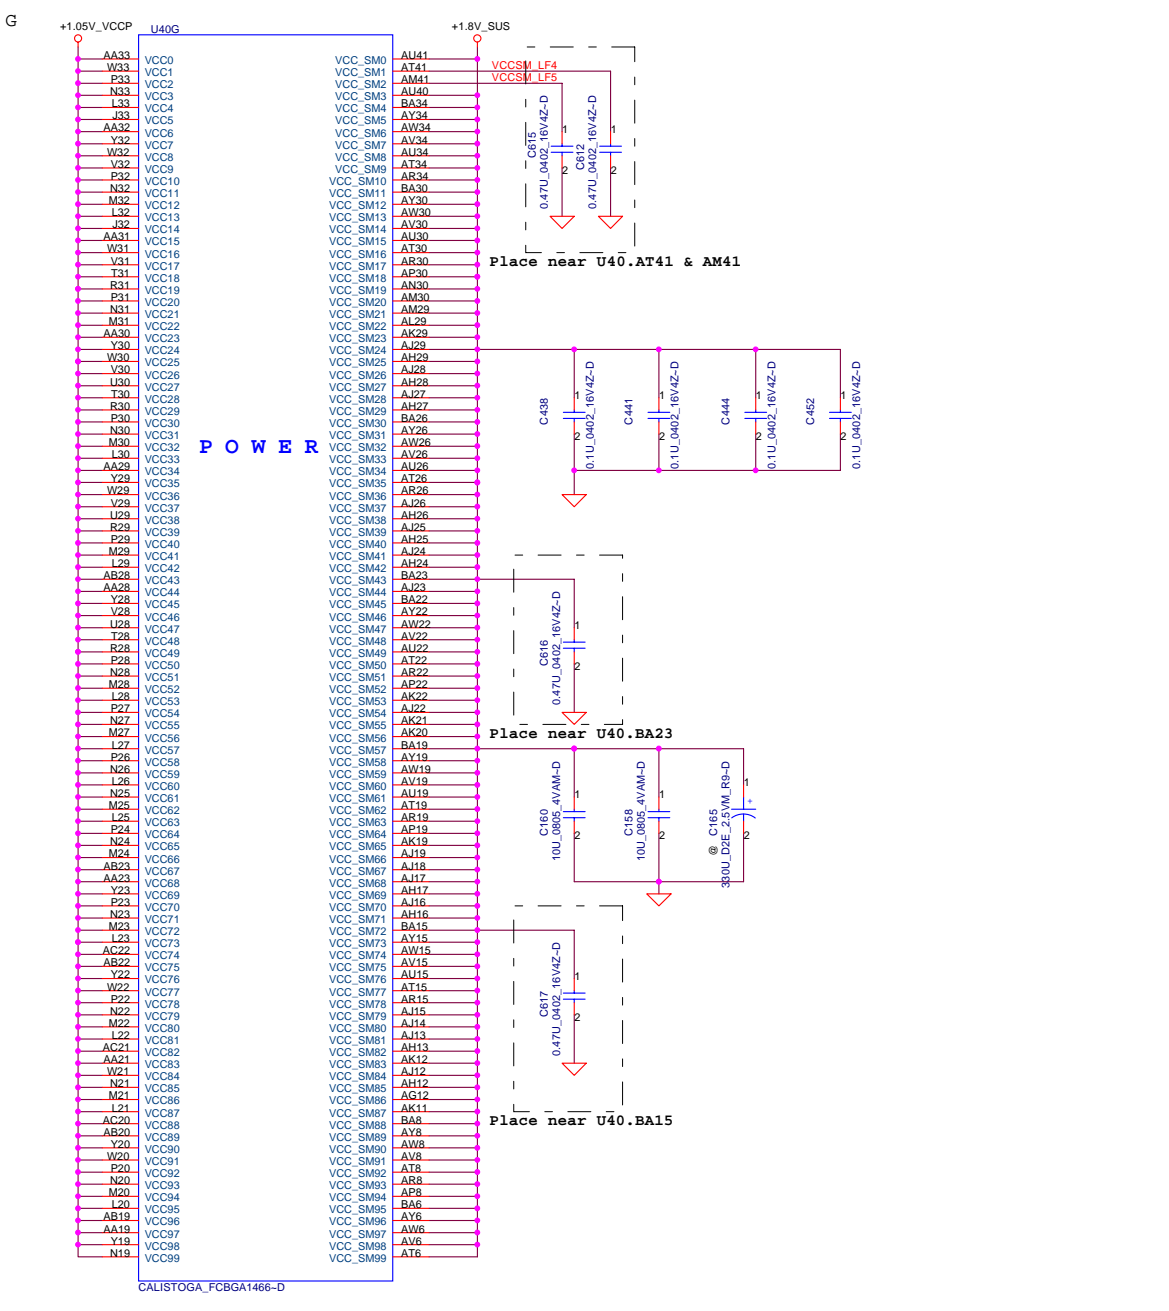 G
+1.05V_VCCP
U40G
+1.8V_SUS
AA33 VCC0 VCC_SM0 AU41
W33 VCC1 VCC_SM1 AT41 VCCSM_LF4
P33 VCC2 VCC_SM2 AM41 VCCSM_LF5
N33 VCC3 VCC_SM3 AU40
L33 VCC4 VCC_SM4 BA34
J33 VCC5 VCC_SM5 AY34
AA32 VCC6 VCC_SM6 AW34
Y32 VCC7 VCC_SM7 AV34
W32 VCC8 VCC_SM8 AU34
V32 VCC9 VCC_SM9 AT34
P32 VCC10 VCC_SM10 AR34
N32 VCC11 VCC_SM11 BA30
M32 VCC12 VCC_SM12 AY30
L32 VCC13 VCC_SM13 AW30
J32 VCC14 VCC_SM14 AV30
AA31 VCC15 VCC_SM15 AU30
W31 VCC16 VCC_SM16 AT30
V31 VCC17 VCC_SM17 AR30
T31 VCC18 VCC_SM18 AP30
R31 VCC19 VCC_SM19 AN30
P31 VCC20 VCC_SM20 AM30
N31 VCC21 VCC_SM21 AM29
M31 VCC22 VCC_SM22 AL29
AA30 VCC23 VCC_SM23 AK29
Y30 VCC24 VCC_SM24 AJ29
W30 VCC25 VCC_SM25 AH29
V30 VCC26 VCC_SM26 AJ28
U30 VCC27 VCC_SM27 AH28
T30 VCC28 VCC_SM28 AJ27
R30 VCC29 VCC_SM29 AH27
P30 VCC30 VCC_SM30 BA26
N30 VCC31 VCC_SM31 AY26
M30 VCC32 VCC_SM32 AW26
L30 VCC33 VCC_SM33 AV26
AA29 VCC34 VCC_SM34 AU26
Y29 VCC35 VCC_SM35 AT26
W29 VCC36 VCC_SM36 AR26
V29 VCC37 VCC_SM37 AJ26
U29 VCC38 VCC_SM38 AH26
R29 VCC39 VCC_SM39 AJ25
P29 VCC40 VCC_SM40 AH25
M29 VCC41 VCC_SM41 AJ24
L29 VCC42 VCC_SM42 AH24
AB28 VCC43 VCC_SM43 BA23
AA28 VCC44 VCC_SM44 AJ23
Y28 VCC45 VCC_SM45 BA22
V28 VCC46 VCC_SM46 AY22
U28 VCC47 VCC_SM47 AW22
T28 VCC48 VCC_SM48 AV22
R28 VCC49 VCC_SM49 AU22
P28 VCC50 VCC_SM50 AT22
N28 VCC51 VCC_SM51 AR22
M28 VCC52 VCC_SM52 AP22
L28 VCC53 VCC_SM53 AK22
P27 VCC54 VCC_SM54 AJ22
N27 VCC55 VCC_SM55 AK21
M27 VCC56 VCC_SM56 AK20
L27 VCC57 VCC_SM57 BA19
P26 VCC58 VCC_SM58 AY19
N26 VCC59 VCC_SM59 AW19
L26 VCC60 VCC_SM60 AV19
N25 VCC61 VCC_SM61 AU19
M25 VCC62 VCC_SM62 AT19
L25 VCC63 VCC_SM63 AR19
P24 VCC64 VCC_SM64 AP19
N24 VCC65 VCC_SM65 AK19
M24 VCC66 VCC_SM66 AJ19
AB23 VCC67 VCC_SM67 AJ18
AA23 VCC68 VCC_SM68 AJ17
Y23 VCC69 VCC_SM69 AH17
P23 VCC70 VCC_SM70 AJ16
N23 VCC71 VCC_SM71 AH16
M23 VCC72 VCC_SM72 BA15
L23 VCC73 VCC_SM73 AY15
AC22 VCC74 VCC_SM74 AW15
AB22 VCC75 VCC_SM75 AV15
Y22 VCC76 VCC_SM76 AU15
W22 VCC77 VCC_SM77 AT15
P22 VCC78 VCC_SM78 AR15
N22 VCC79 VCC_SM79 AJ15
M22 VCC80 VCC_SM80 AJ14
L22 VCC81 VCC_SM81 AJ13
AC21 VCC82 VCC_SM82 AH13
AA21 VCC83 VCC_SM83 AK12
W21 VCC84 VCC_SM84 AJ12
N21 VCC85 VCC_SM85 AH12
M21 VCC86 VCC_SM86 AG12
L21 VCC87 VCC_SM87 AK11
AC20 VCC88 VCC_SM88 BA8
AB20 VCC89 VCC_SM89 AY8
Y20 VCC90 VCC_SM90 AW8
W20 VCC91 VCC_SM91 AV8
P20 VCC92 VCC_SM92 AT8
N20 VCC93 VCC_SM93 AR8
M20 VCC94 VCC_SM94 AP8
L20 VCC95 VCC_SM95 BA6
AB19 VCC96 VCC_SM96 AY6
AA19 VCC97 VCC_SM97 AW6
Y19 VCC98 VCC_SM98 AV6
N19 VCC99 VCC_SM99 AT6
P O W E R
CALISTOGA_FCBGA1466~D
C615
0.47U_0402_16V4Z~D
1
2
C612
0.47U_0402_16V4Z~D
1
2
Place near U40.AT41 & AM41
C438
0.1U_0402_16V4Z~D
1
2
C441
0.1U_0402_16V4Z~D
1
2
C444
0.1U_0402_16V4Z~D
1
2
C452
0.1U_0402_16V4Z~D
1
2
C616
0.47U_0402_16V4Z~D
1
2
Place near U40.BA23
C160
10U_0805_4VAM~D
1
2
C158
10U_0805_4VAM~D
1
2
@ C165
330U_D2E_2.5VM_R9~D
1
+
2
C617
0.47U_0402_16V4Z~D
1
2
Place near U40.BA15